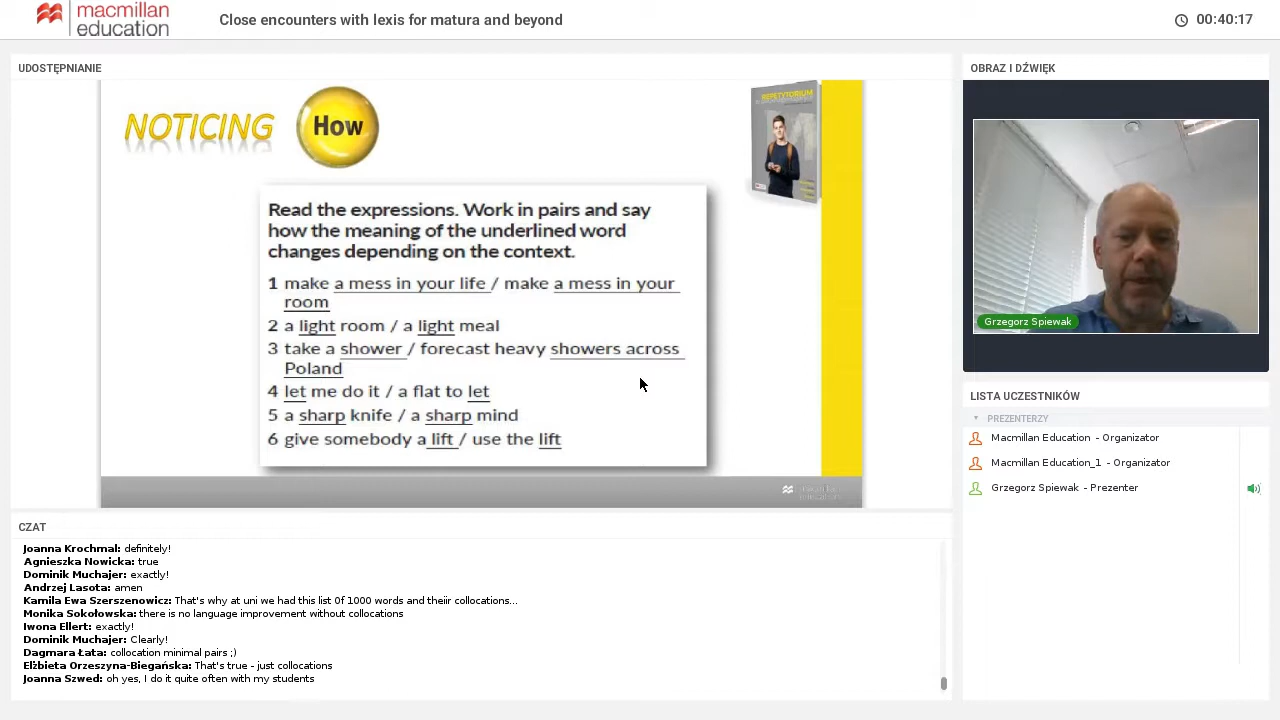 macmillan
education
Close encounters with lexis for matura and beyond
00:40:17
UDOSTĘPNIANIE
NOTICING
How
REPETYTORIUM
Read the expressions. Work in pairs and say
how the meaning of the underlined word
changes depending on the context.
1 make a mess in your life / make a mess in your
room
2 a light room / a light meal
3 take a shower / forecast heavy showers across
Poland
4 let me do it / a flat to let
5 a sharp knife / a sharp mind
6 give somebody a lift / use the lift
macmillan
education
OBRAZ I DŹWIĘK
Grzegorz Spiewak
LISTA UCZESTNIKÓW
PREZENTERZY
Macmillan Education - Organizator
Macmillan Education_1 - Organizator
Grzegorz Spiewak - Prezenter
CZAT
Joanna Krochmal: definitely!
Agnieszka Nowicka: true
Dominik Muchajer: exactly!
Andrzej Lasota: amen
Kamila Ewa Szerszenowicz: That's why at uni we had this list 0f 1000 words and theiir collocations...
Monika Sokołowska: there is no language improvement without collocations
Iwona Ellert: exactly!
Dominik Muchajer: Clearly!
Dagmara Łata: collocation minimal pairs ;)
Elżbieta Orzeszyna-Biegańska: That's true - just collocations
Joanna Szwed: oh yes, I do it quite often with my students